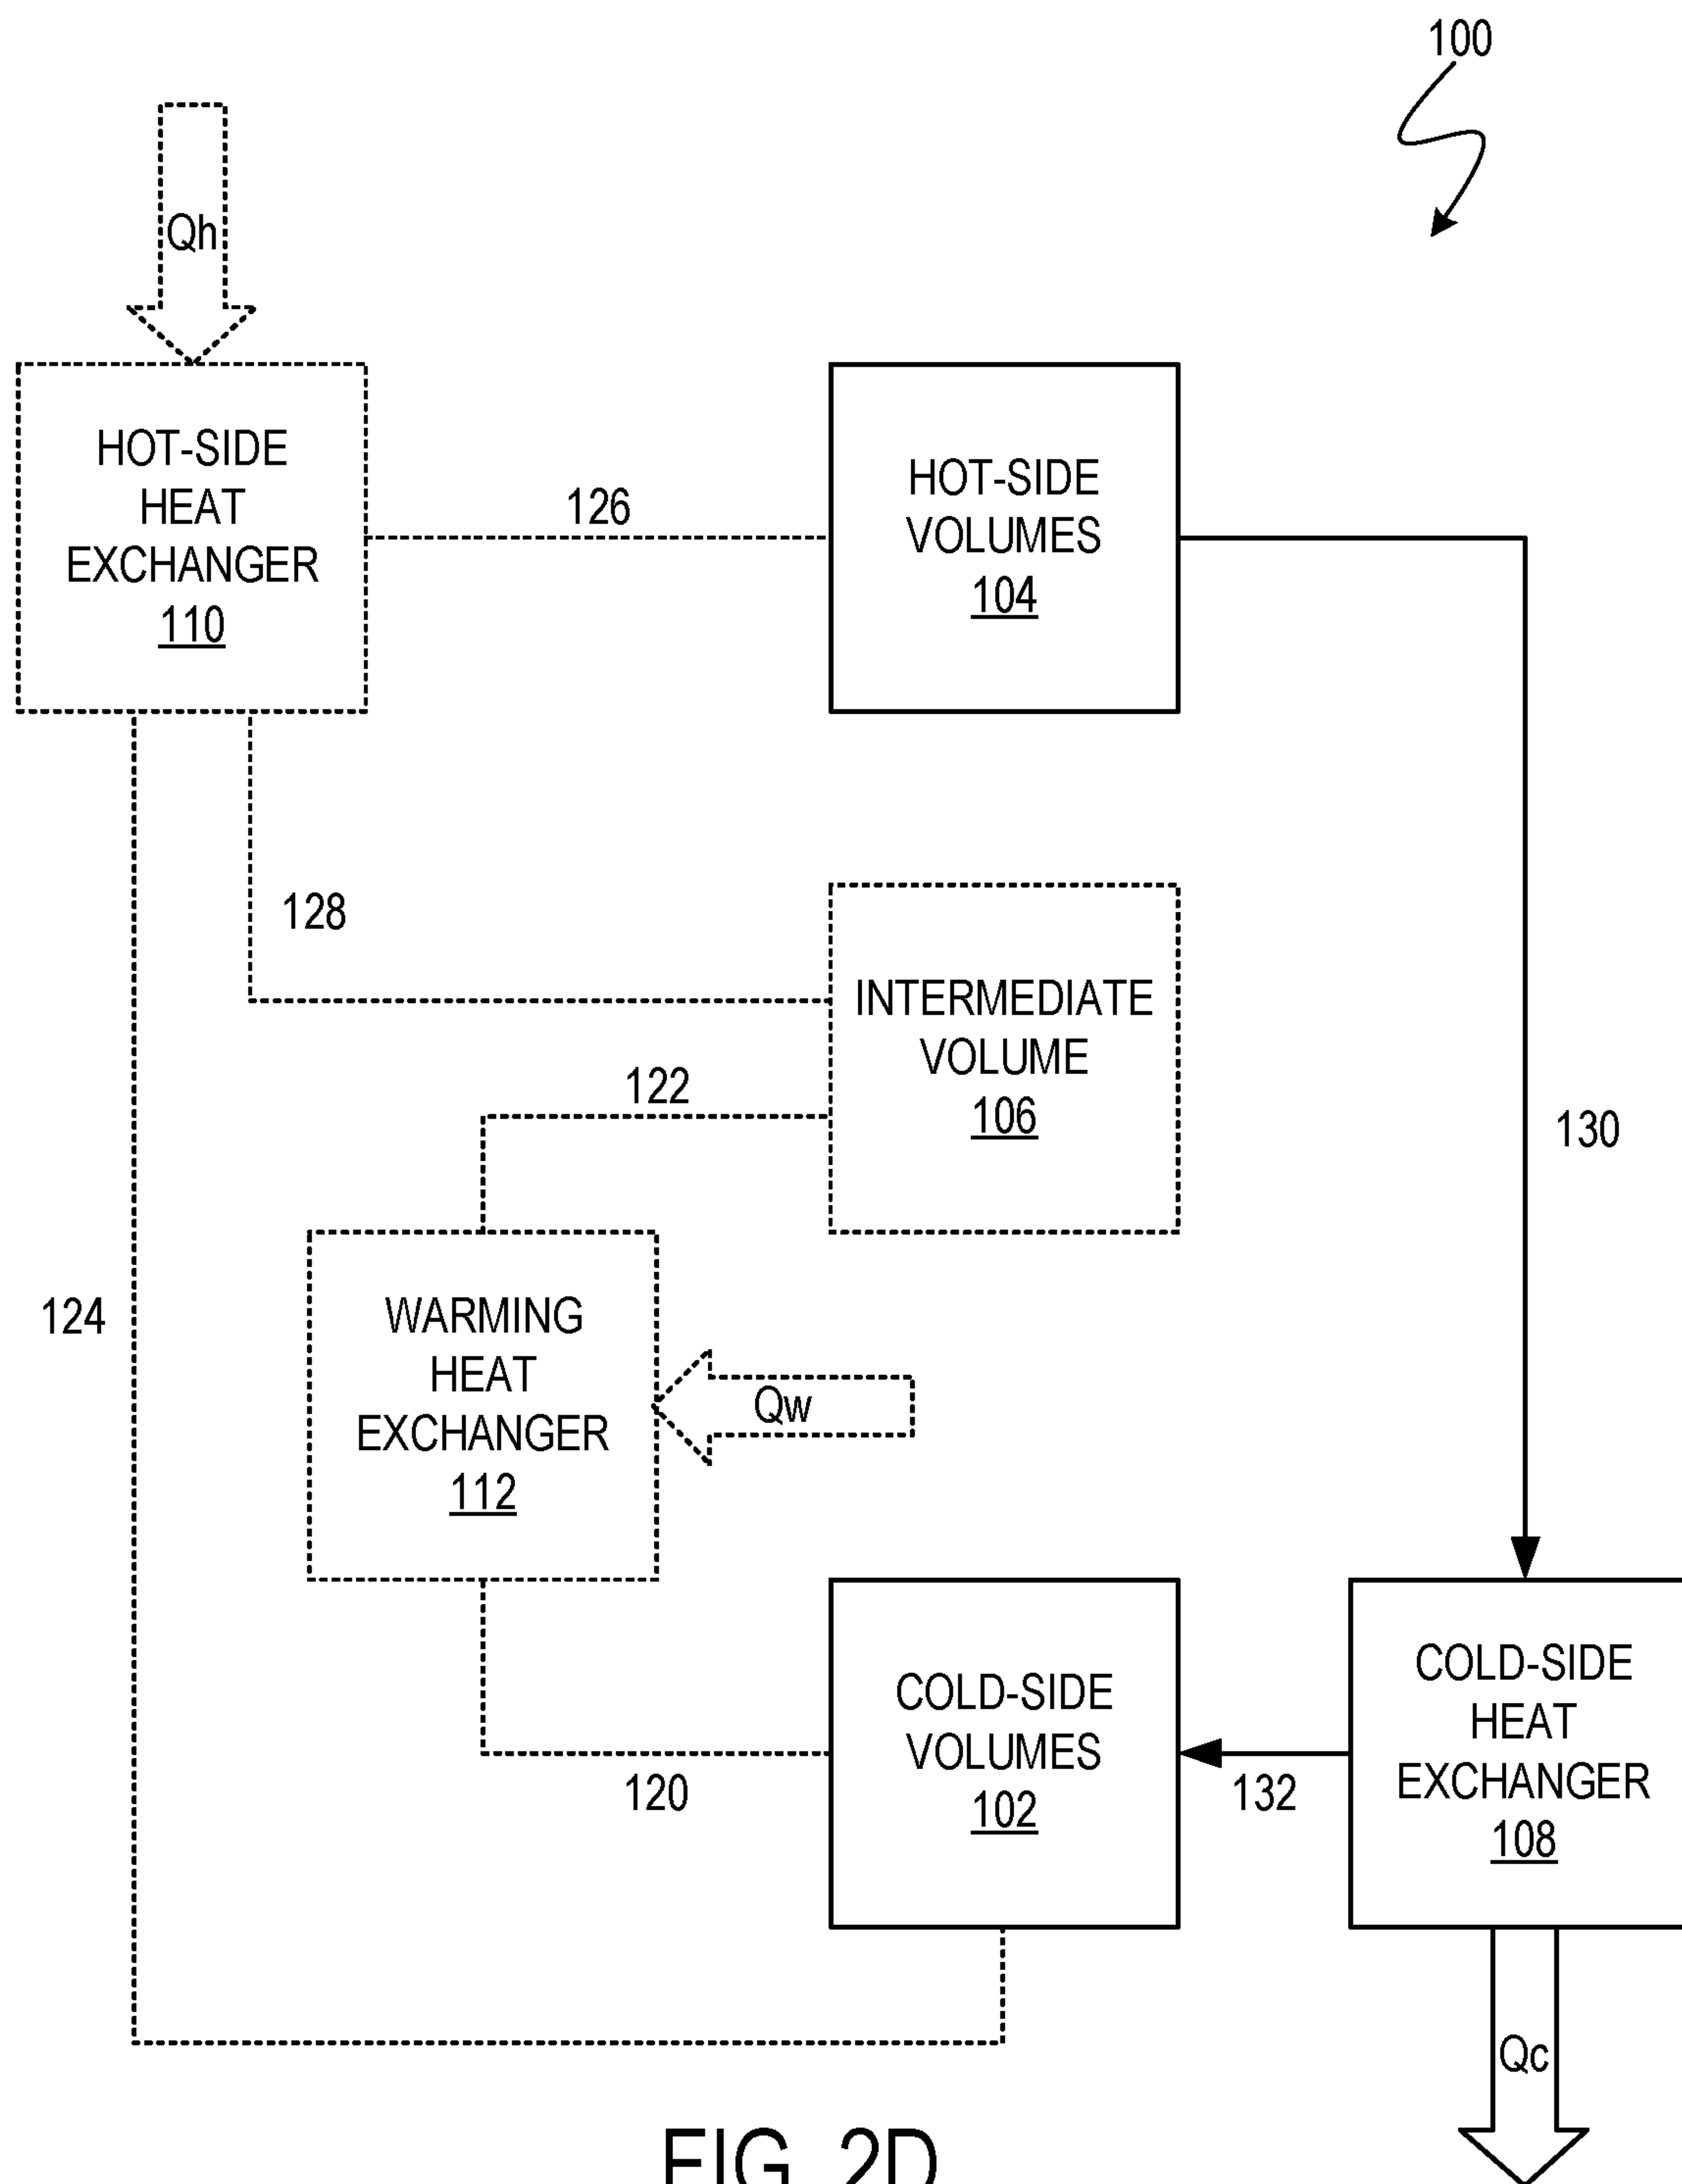 100
Qh
HOT-SIDE
HEAT
EXCHANGER
110
126
HOT-SIDE
VOLUMES
104
128
INTERMEDIATE
VOLUME
106
122
130
124
WARMING
HEAT
EXCHANGER
112
Qw
120
COLD-SIDE
VOLUMES
102
132
COLD-SIDE
HEAT
EXCHANGER
108
Qc
FIG. 2D